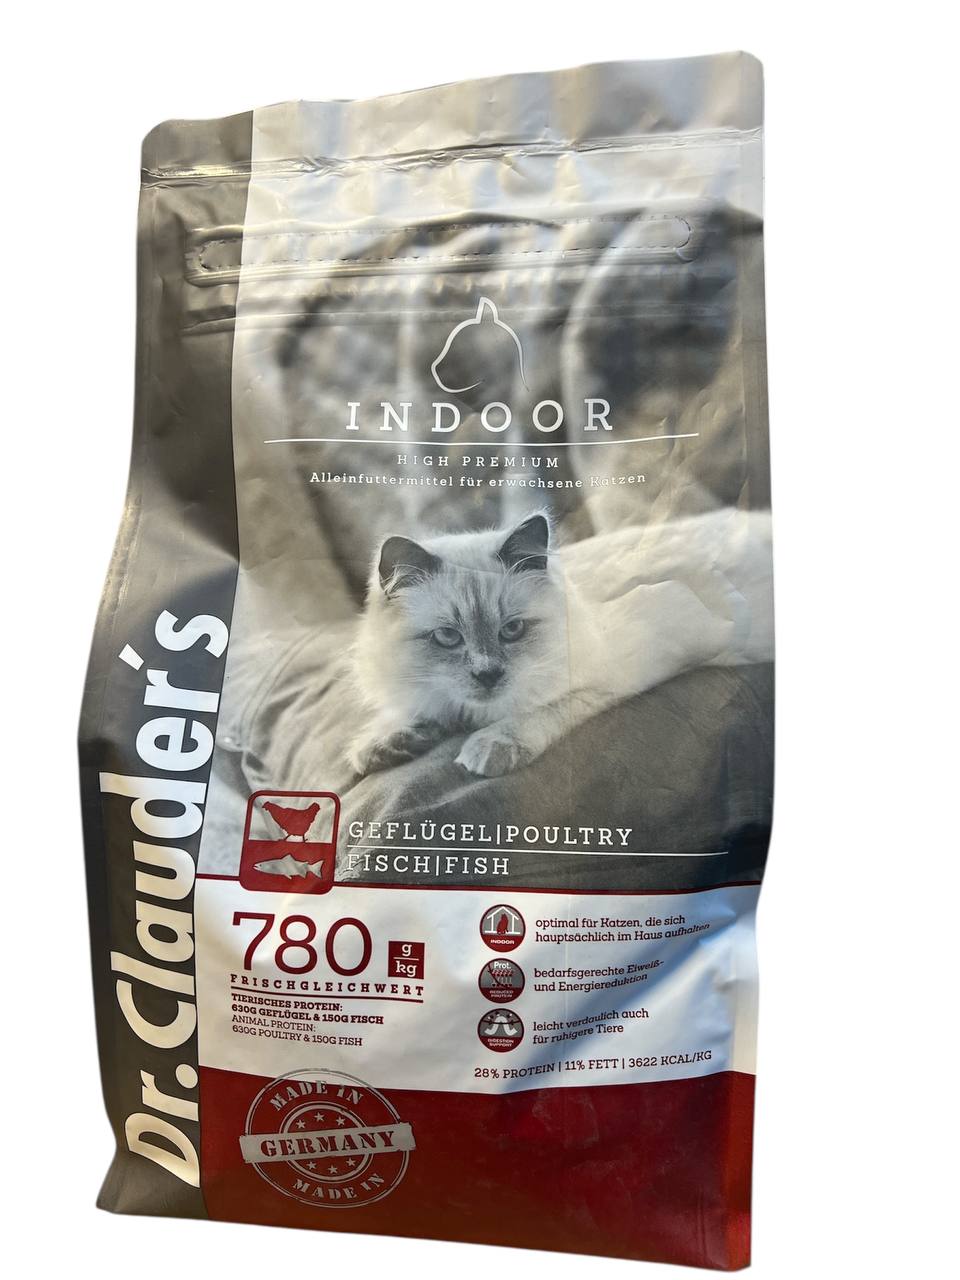 INDOOR
HIGH PREMIUM
Alleinfuttermittel für erwachsene Katzen
Dr. Clauder´s
GEFLÜGEL|POULTRY
FISCH|FISH
780 g/kg
FRISCHGLEICHWERT
TIERISCHES PROTEIN:
630G GEFLÜGEL & 150G FISCH
ANIMAL PROTEIN:
630G POULTRY & 150G FISH
INDOOR
optimal für Katzen, die sich
hauptsächlich im Haus aufhalten
Prot.
REDUCED
PROTEIN
bedarfsgerechte Eiweiß-
und Energiereduktion
DIGESTION
SUPPORT
leicht verdaulich auch
für ruhigere Tiere
28% PROTEIN | 11% FETT | 3622 KCAL/KG
MADE IN
GERMANY
MADE IN